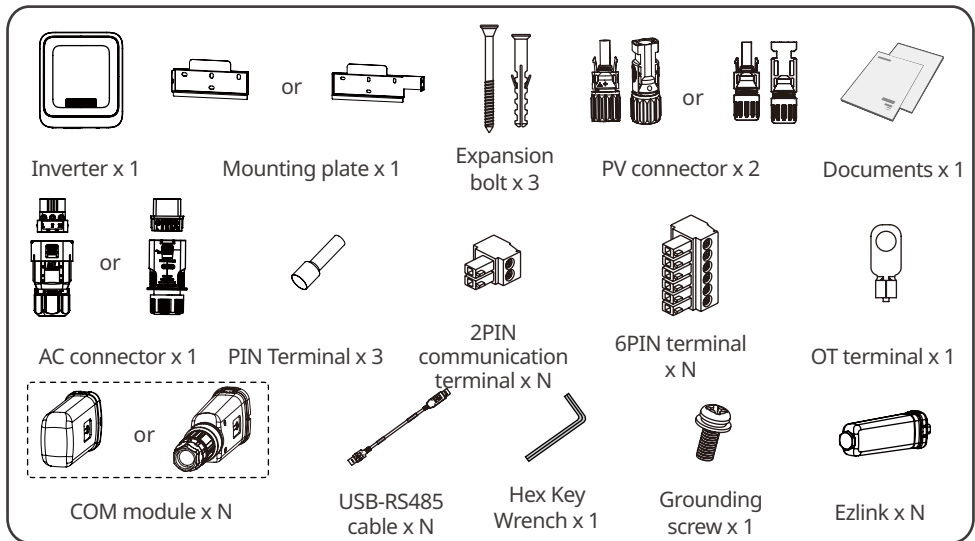 or
or
Inverter x 1
Mounting plate x 1
Expansion
bolt x 3
PV connector x 2
Documents x 1
or
AC connector x 1
PIN Terminal x 3
2PIN
communication
terminal x N
6PIN terminal
x N
OT terminal x 1
or
COM module x N
USB-RS485
cable x N
Hex Key
Wrench x 1
Grounding
screw x 1
Ezlink x N